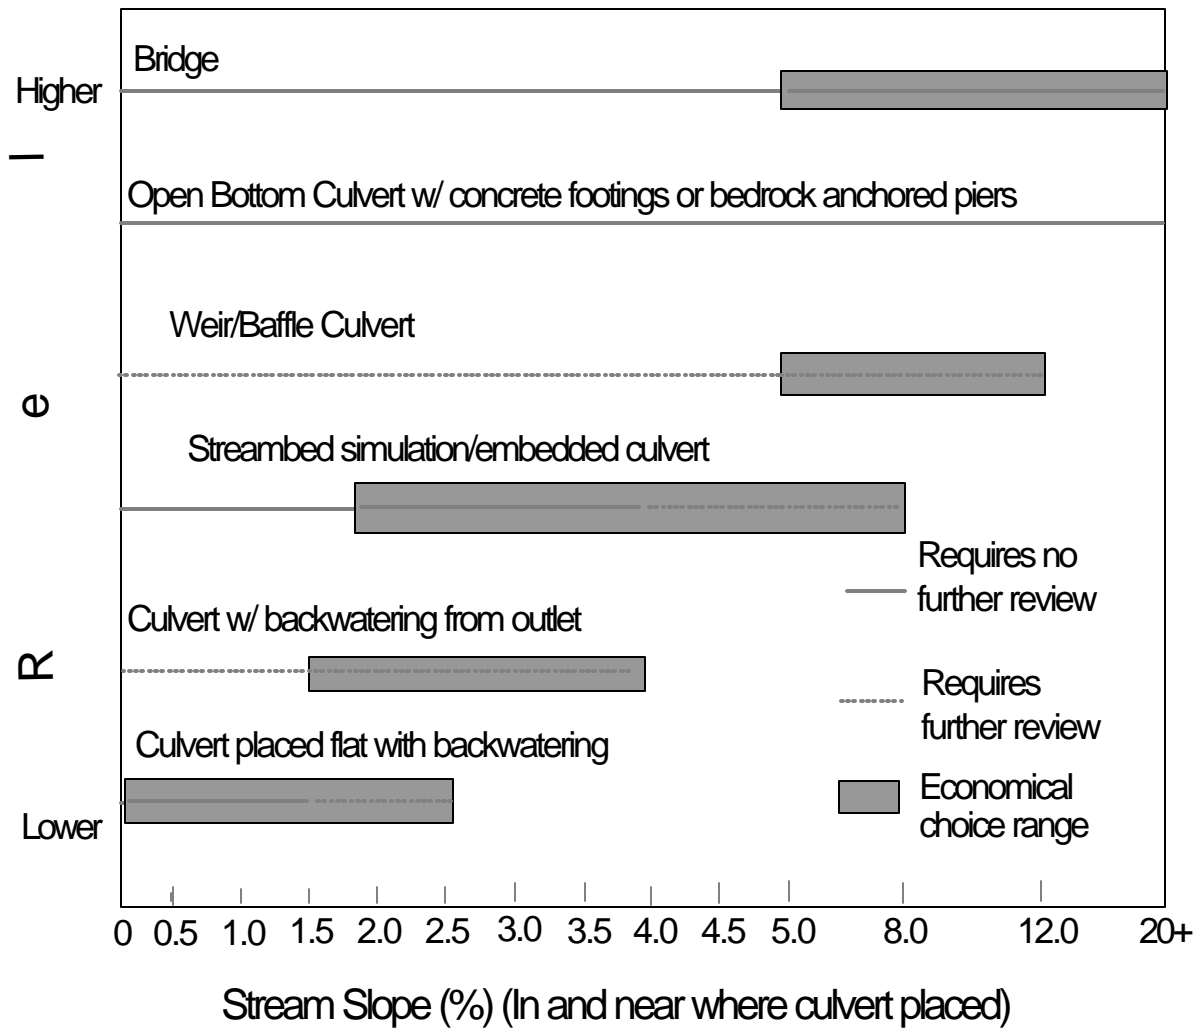 Bridge
Higher
l
Open Bottom Culvert w/ concrete footings or bedrock anchored piers
Weir/Baffle Culvert
e
Streambed simulation/embedded culvert
Requires no
further review
Culvert w/ backwatering from outlet
R
Requires
further review
Culvert placed flat with backwatering
Economical
choice range
Lower
0 0.5 1.0 1.5 2.0 2.5 3.0 3.5 4.0 4.5 5.0 8.0 12.0 20+
Stream Slope (%) (In and near where culvert placed)